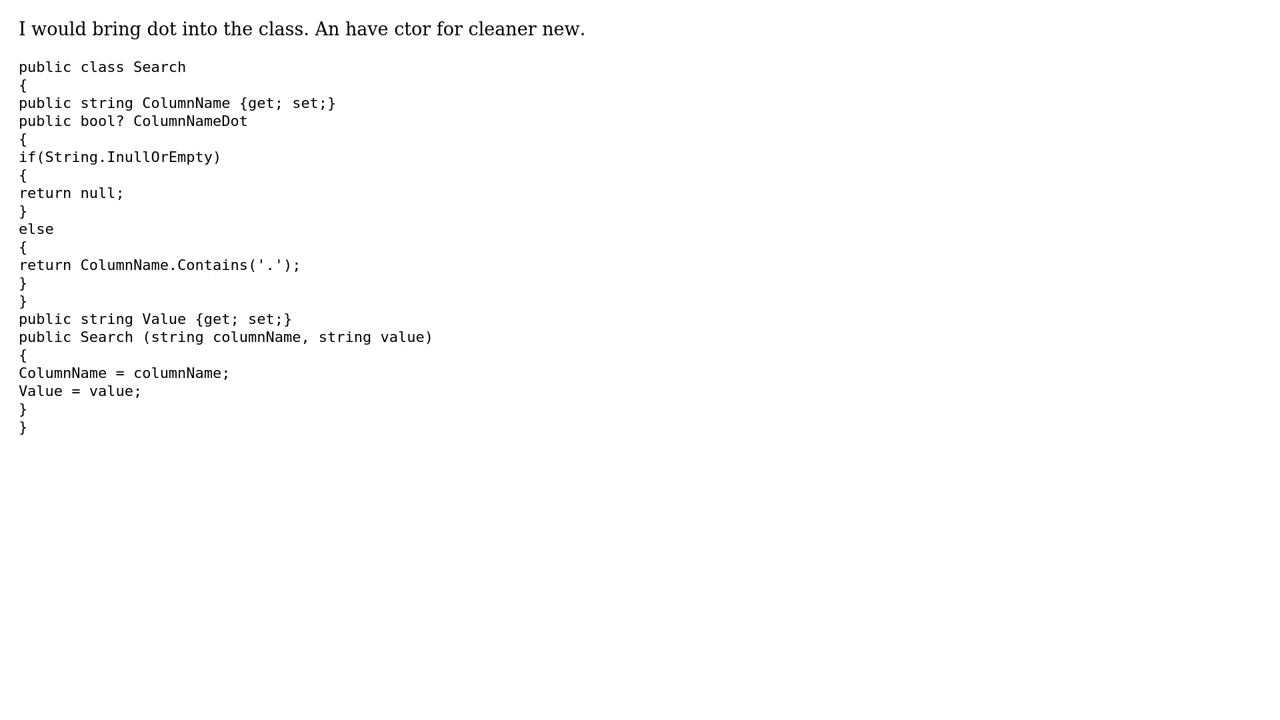 I would bring dot into the class. An have ctor for cleaner new.
public class Search
{
public string ColumnName {get; set;}
public bool? ColumnNameDot
{
if(String.InullOrEmpty)
{
return null;
}
else
{
return ColumnName.Contains('.');
}
}
public string Value {get; set;}
public Search (string columnName, string value)
{
ColumnName = columnName;
Value = value;
}
}